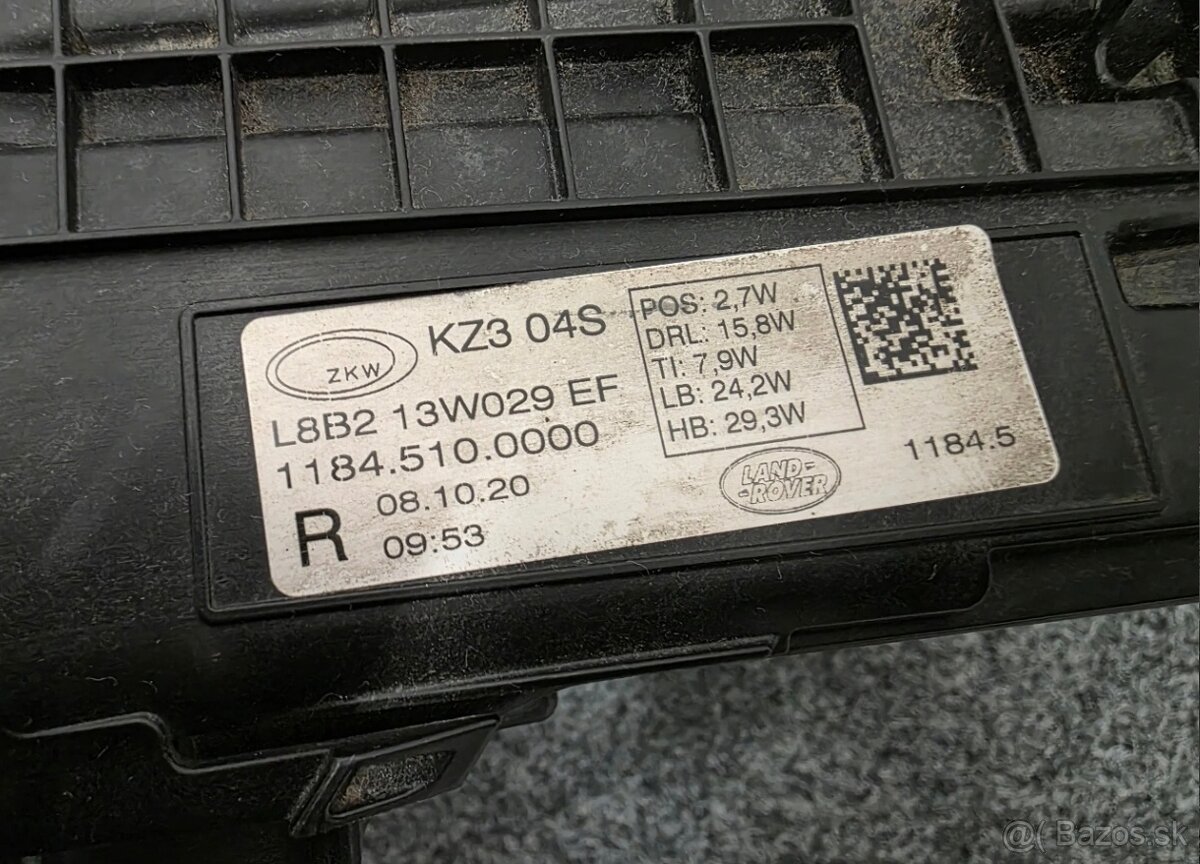 ZKW
KZ3 04S
L8B2 13W029 EF
1184.510.0000
R
08.10.20
09:53
POS: 2,7W
DRL: 15,8W
TI: 7,9W
LB: 24,2W
HB: 29,3W
LAND-
-ROVER
1184.5
@( Bazos.sk